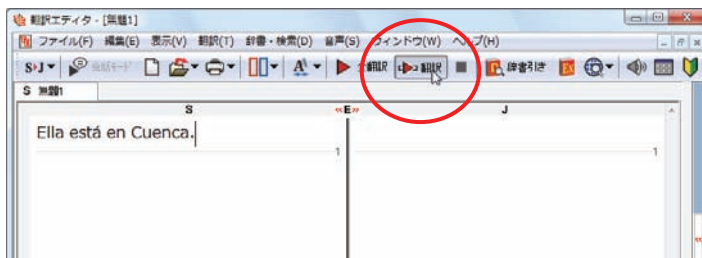 翻訳エディタ - [無題1]
ファイル(F) 編集(E) 表示(V) 翻訳(T) 辞書・検索(D) 音声(S) ウィンドウ(W) ヘルプ(H)
S›J 全翻訳 翻訳 辞書引き
S 無題1
S «E» J
Ella está en Cuenca.
1 1